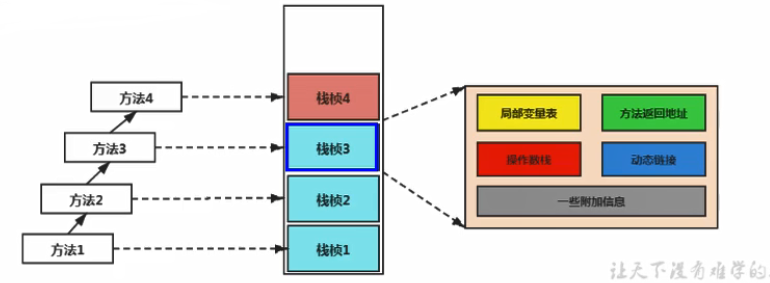 方法4
方法3
方法2
方法1
栈桢4
栈桢3
栈桢2
栈桢1
局部变量表
方法返回地址
操作数栈
动态链接
一些附加信息
让天下没有难学的